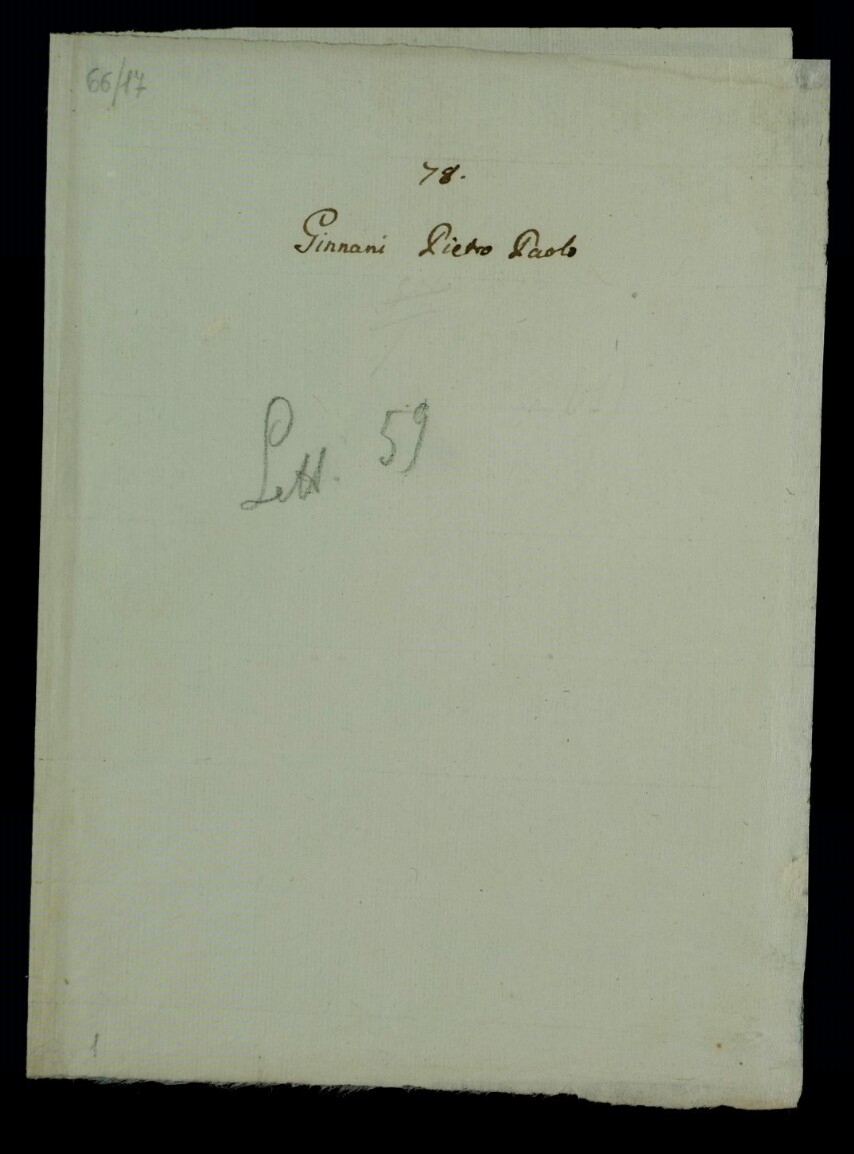 66/17
78.
Ginnani Pietro Paolo
Lett. 59
1